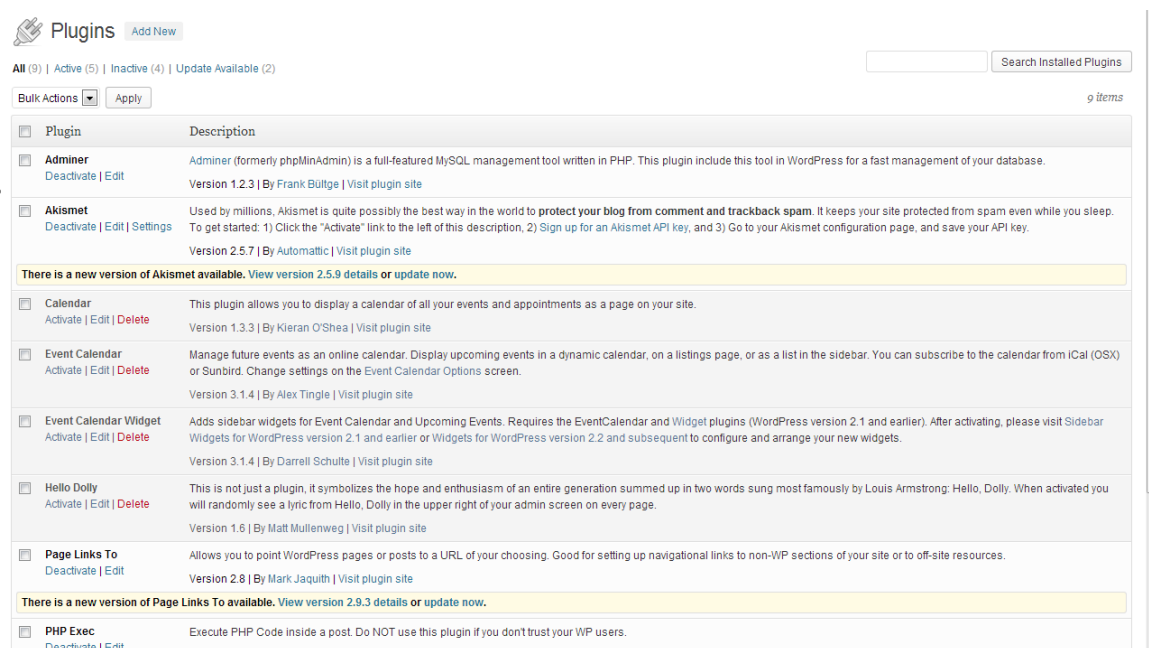 Plugins Add New
All (9) | Active (5) | Inactive (4) | Update Available (2)
Search Installed Plugins
Bulk Actions Apply
9 items
Plugin Description
Adminer
Deactivate | Edit
Adminer (formerly phpMinAdmin) is a full-featured MySQL management tool written in PHP. This plugin include this tool in WordPress for a fast management of your database.
Version 1.2.3 | By Frank Bültge | Visit plugin site
Akismet
Deactivate | Edit | Settings
Used by millions, Akismet is quite possibly the best way in the world to protect your blog from comment and trackback spam. It keeps your site protected from spam even while you sleep.
To get started: 1) Click the "Activate" link to the left of this description, 2) Sign up for an Akismet API key, and 3) Go to your Akismet configuration page, and save your API key.
Version 2.5.7 | By Automattic | Visit plugin site
There is a new version of Akismet available. View version 2.5.9 details or update now.
Calendar
Activate | Edit | Delete
This plugin allows you to display a calendar of all your events and appointments as a page on your site.
Version 1.3.3 | By Kieran O'Shea | Visit plugin site
Event Calendar
Activate | Edit | Delete
Manage future events as an online calendar. Display upcoming events in a dynamic calendar, on a listings page, or as a list in the sidebar. You can subscribe to the calendar from iCal (OSX)
or Sunbird. Change settings on the Event Calendar Options screen.
Version 3.1.4 | By Alex Tingle | Visit plugin site
Event Calendar Widget
Activate | Edit | Delete
Adds sidebar widgets for Event Calendar and Upcoming Events. Requires the EventCalendar and Widget plugins (WordPress version 2.1 and earlier). After activating, please visit Sidebar
Widgets for WordPress version 2.1 and earlier or Widgets for WordPress version 2.2 and subsequent to configure and arrange your new widgets.
Version 3.1.4 | By Darrell Schulte | Visit plugin site
Hello Dolly
Activate | Edit | Delete
This is not just a plugin, it symbolizes the hope and enthusiasm of an entire generation summed up in two words sung most famously by Louis Armstrong: Hello, Dolly. When activated you
will randomly see a lyric from Hello, Dolly in the upper right of your admin screen on every page.
Version 1.6 | By Matt Mullenweg | Visit plugin site
Page Links To
Deactivate | Edit
Allows you to point WordPress pages or posts to a URL of your choosing. Good for setting up navigational links to non-WP sections of your site or to off-site resources.
Version 2.8 | By Mark Jaquith | Visit plugin site
There is a new version of Page Links To available. View version 2.9.3 details or update now.
PHP Exec
Deactivate | Edit
Execute PHP Code inside a post. Do NOT use this plugin if you don't trust your WP users.